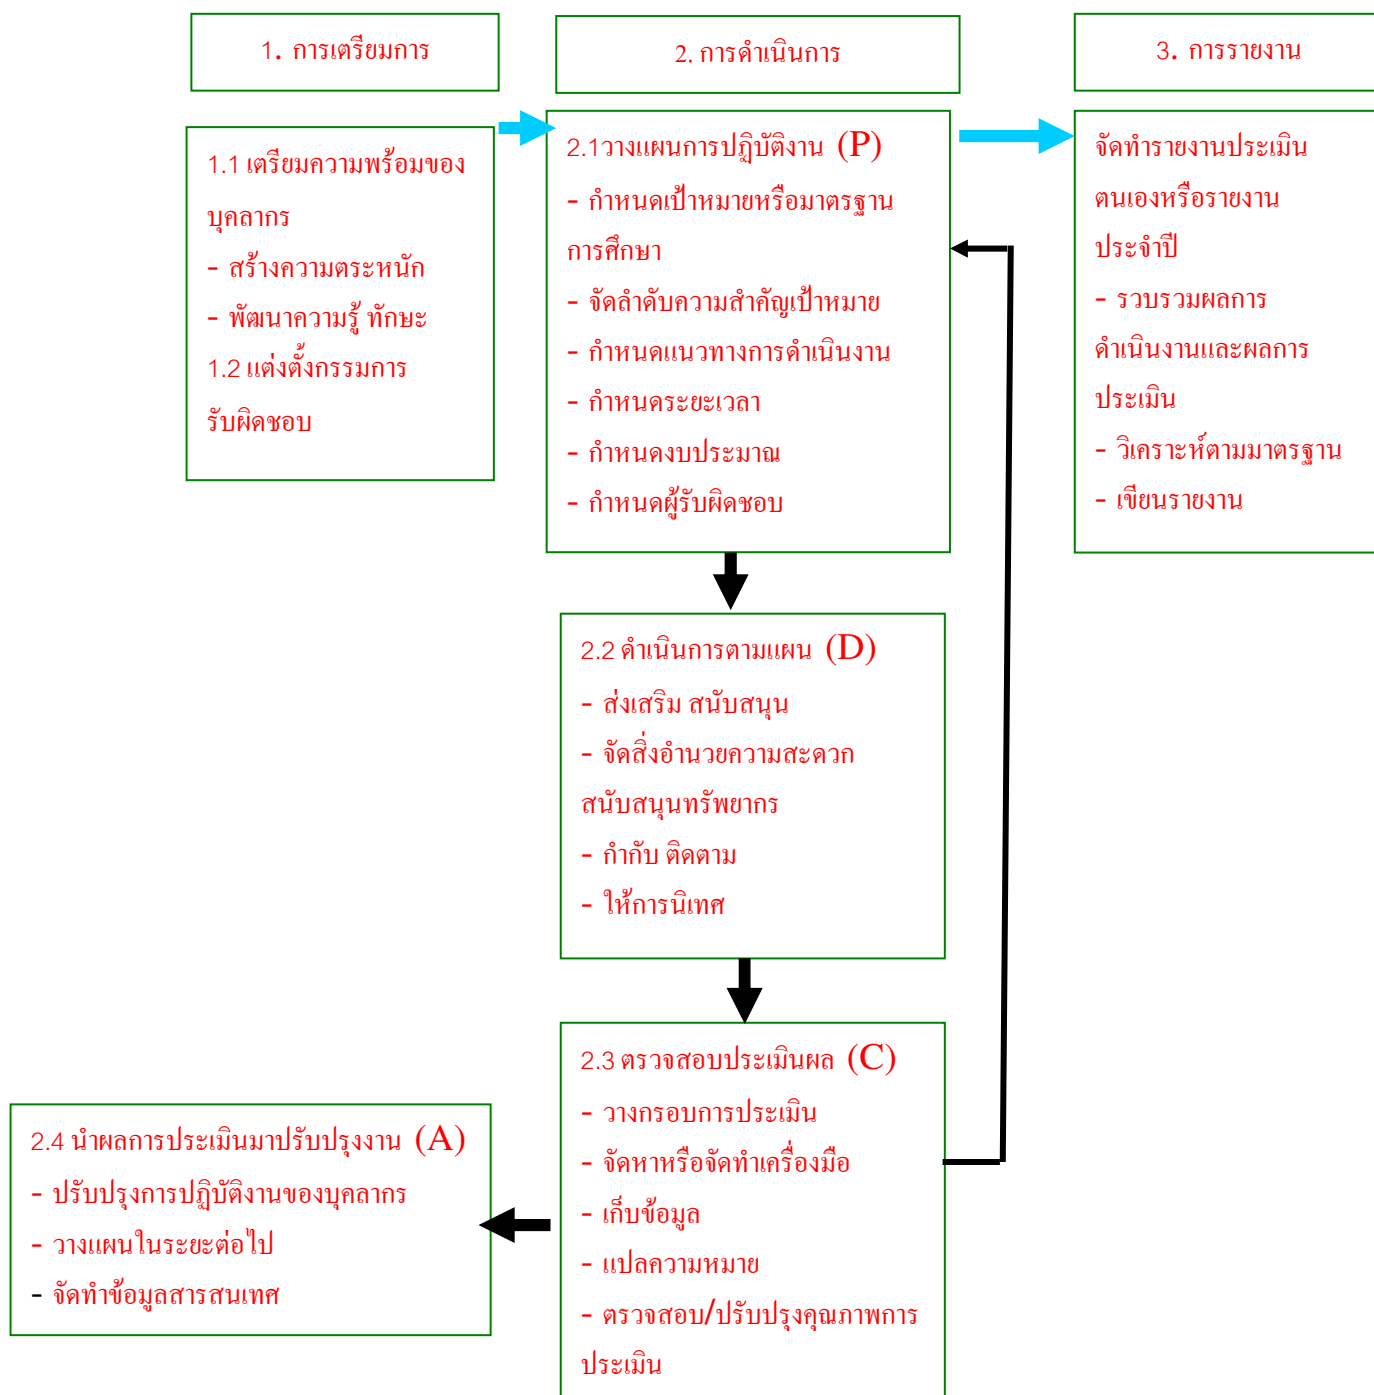 1. การเตรียมการ
2. การดำเนินการ
3. การรายงาน
1.1 เตรียมความพร้อมของ
บุคลากร
- สร้างความตระหนัก
- พัฒนาความรู้ ทักษะ
1.2 แต่งตั้งกรรมการ
รับผิดชอบ
2.1วางแผนการปฏิบัติงาน (P)
- กำหนดเป้าหมายหรือมาตรฐาน
การศึกษา
- จัดลำดับความสำคัญเป้าหมาย
- กำหนดแนวทางการดำเนินงาน
- กำหนดระยะเวลา
- กำหนดงบประมาณ
- กำหนดผู้รับผิดชอบ
จัดทำรายงานประเมิน
ตนเองหรือรายงาน
ประจำปี
- รวบรวมผลการ
ดำเนินงานและผลการ
ประเมิน
- วิเคราะห์ตามมาตรฐาน
- เขียนรายงาน
2.2 ดำเนินการตามแผน (D)
- ส่งเสริม สนับสนุน
- จัดสิ่งอำนวยความสะดวก
สนับสนุนทรัพยากร
- กำกับ ติดตาม
- ให้การนิเทศ
2.3 ตรวจสอบประเมินผล (C)
- วางกรอบการประเมิน
- จัดหาหรือจัดทำเครื่องมือ
- เก็บข้อมูล
- แปลความหมาย
- ตรวจสอบ/ปรับปรุงคุณภาพการ
ประเมิน
2.4 นำผลการประเมินมาปรับปรุงงาน (A)
- ปรับปรุงการปฏิบัติงานของบุคลากร
- วางแผนในระยะต่อไป
- จัดทำข้อมูลสารสนเทศ